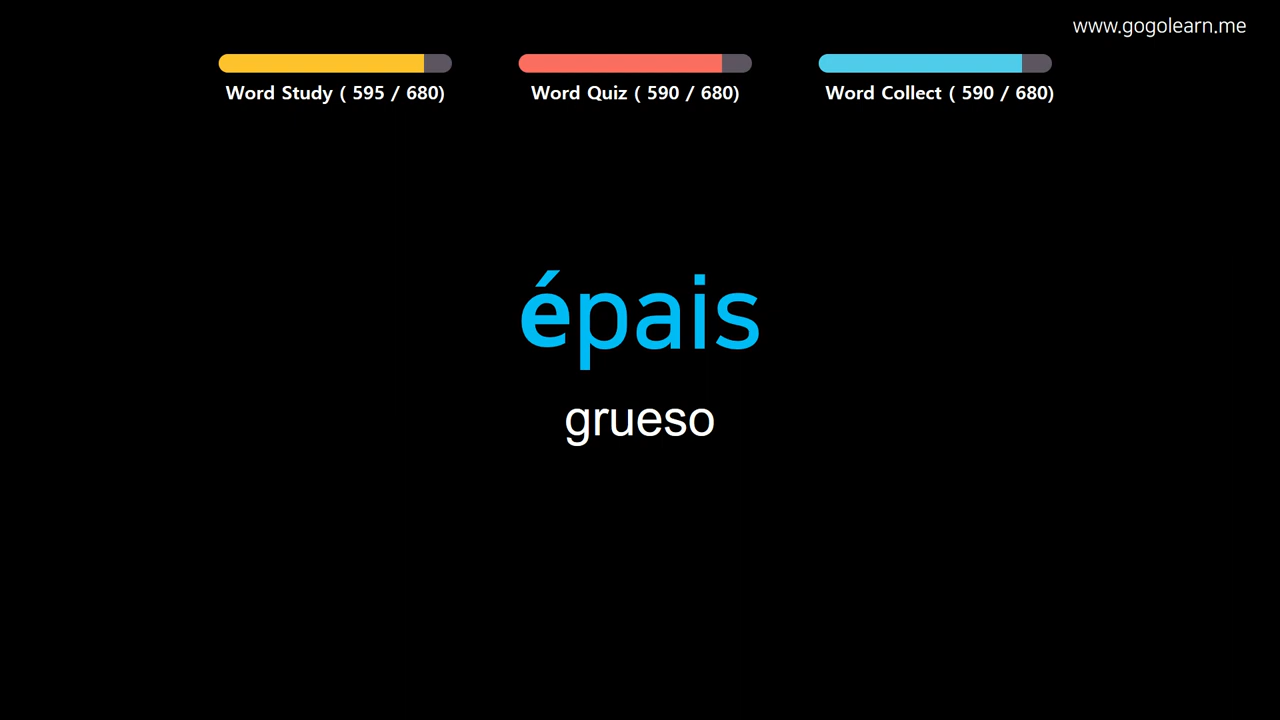 www.gogolearn.me
Word Study ( 595 / 680)
Word Quiz ( 590 / 680)
Word Collect ( 590 / 680)
épais
grueso